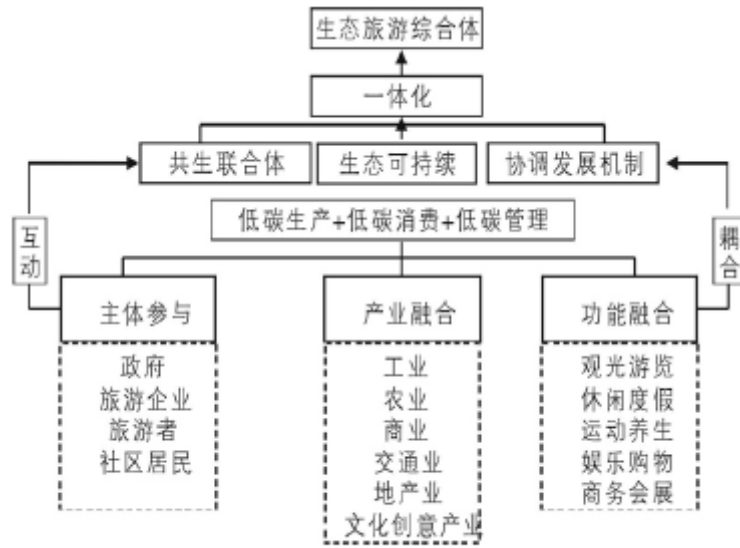 生态旅游综合体
一体化
共生联合体
生态可持续
协调发展机制
互动
低碳生产+低碳消费+低碳管理
耦合
主体参与
产业融合
功能融合
政府
旅游企业
旅游者
社区居民
工业
农业
商业
交通业
地产业
文化创意产业
观光游览
休闲度假
运动养生
娱乐购物
商务会展